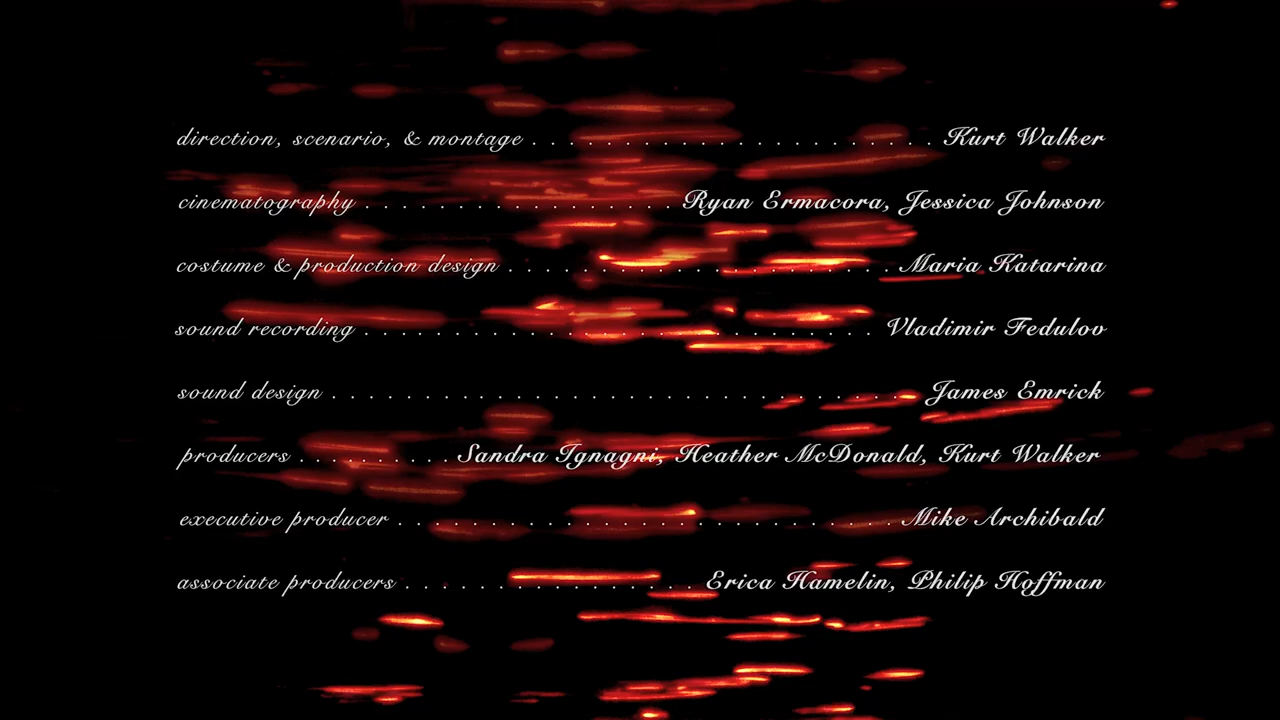 direction, scenario, & montage . . . . . . . . . . . . . . . . . . . . . . Kurt Walker
cinematography . . . . . . . . . . . . . . . . . Ryan Ermacora, Jessica Johnson
costume & production design . . . . . . . . . . . . . . . . . . . . . Maria Katarina
sound recording . . . . . . . . . . . . . . . . . . . . . . . . . . . . Vladimir Fedulov
sound design . . . . . . . . . . . . . . . . . . . . . . . . . . . . . . . James Emrick
producers . . . . . . . . . Sandra Ignagni, Heather McDonald, Kurt Walker
executive producer . . . . . . . . . . . . . . . . . . . . . . . . . . . Mike Archibald
associate producers . . . . . . . . . . . . . . . . Erica Hamelin, Philip Hoffman